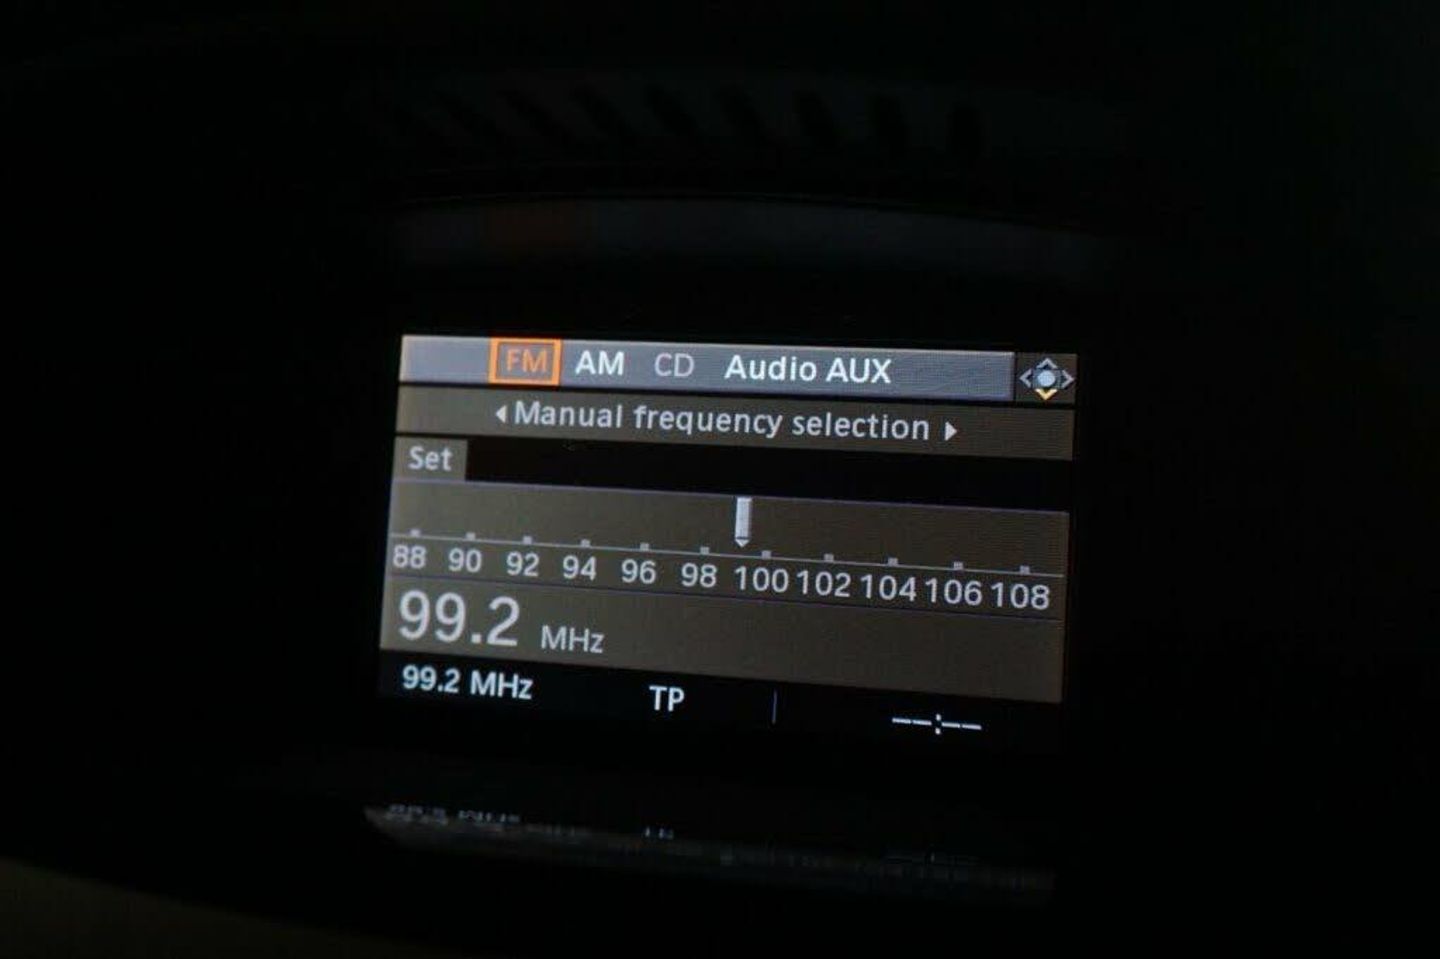 FM AM CD Audio AUX
Manual frequency selection
Set
88 90 92 94 96 98 100 102 104 106 108
99.2 MHz
99.2 MHz TP --:--